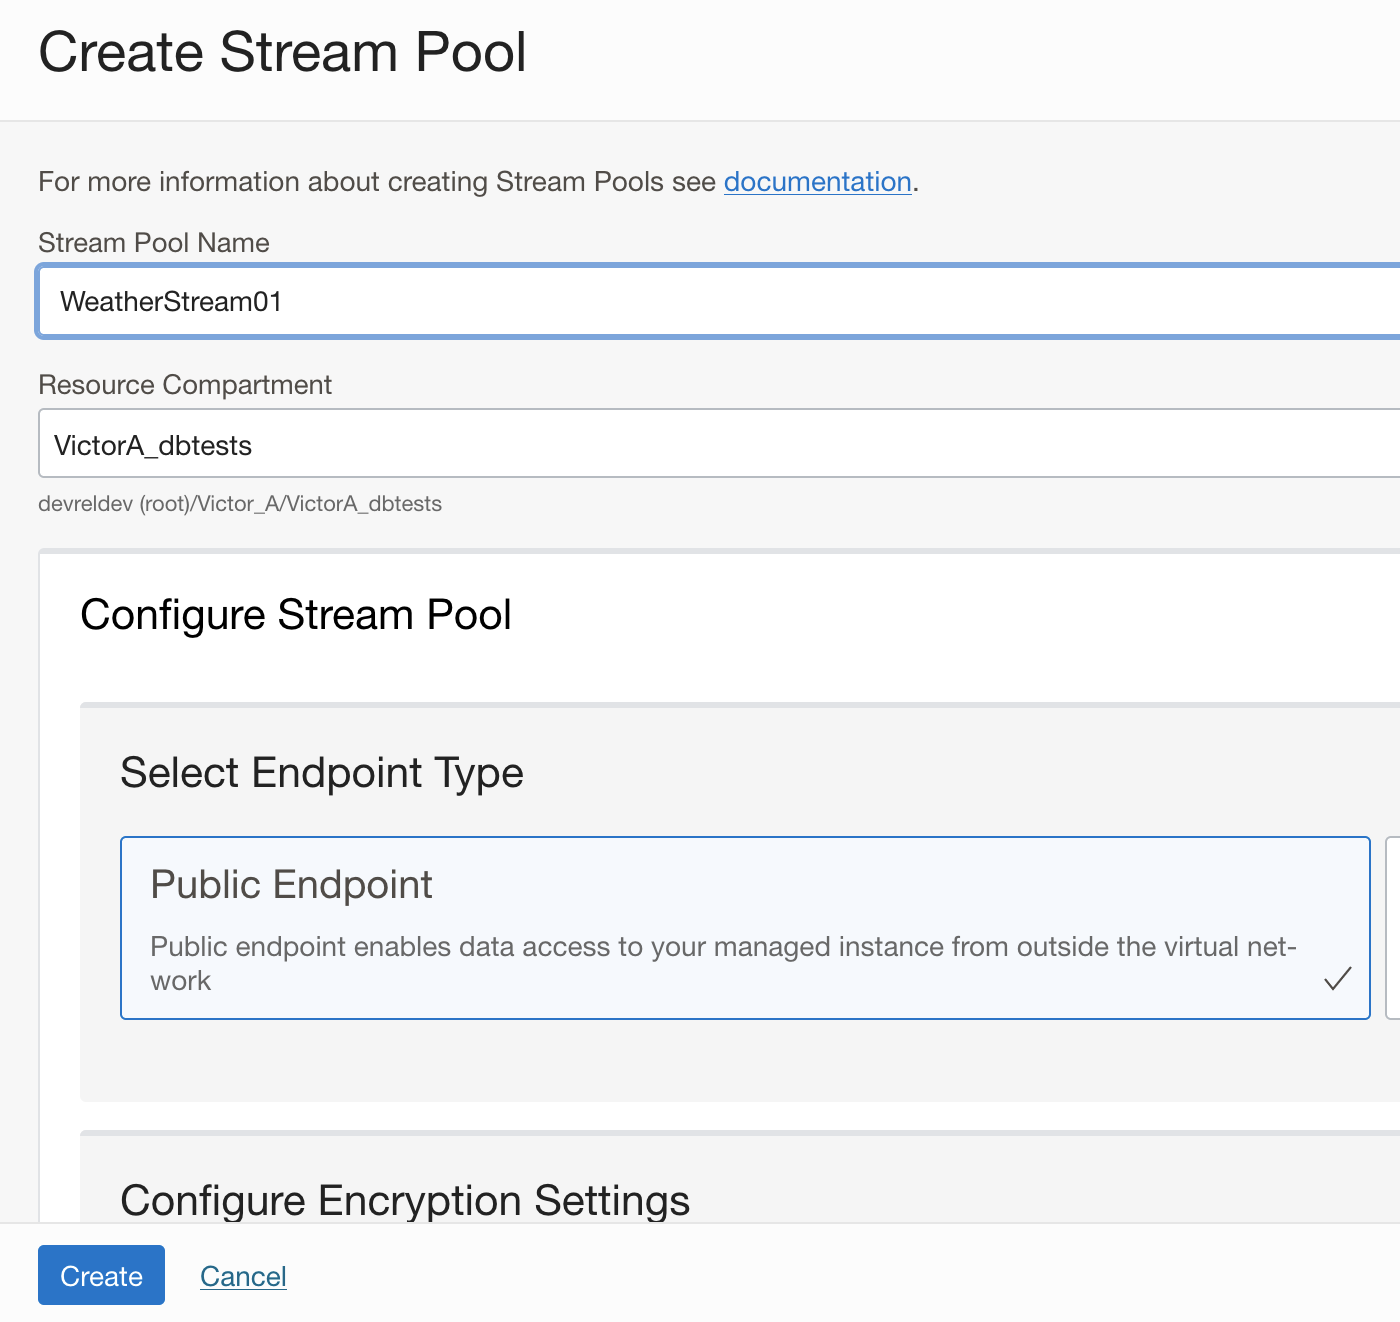 Create Stream Pool
For more information about creating Stream Pools see documentation.
Stream Pool Name
WeatherStream01
Resource Compartment
VictorA_dbtests
devreldev (root)/Victor_A/VictorA_dbtests
Configure Stream Pool
Select Endpoint Type
Public Endpoint
Public endpoint enables data access to your managed instance from outside the virtual net-
work
Configure Encryption Settings
Create Cancel